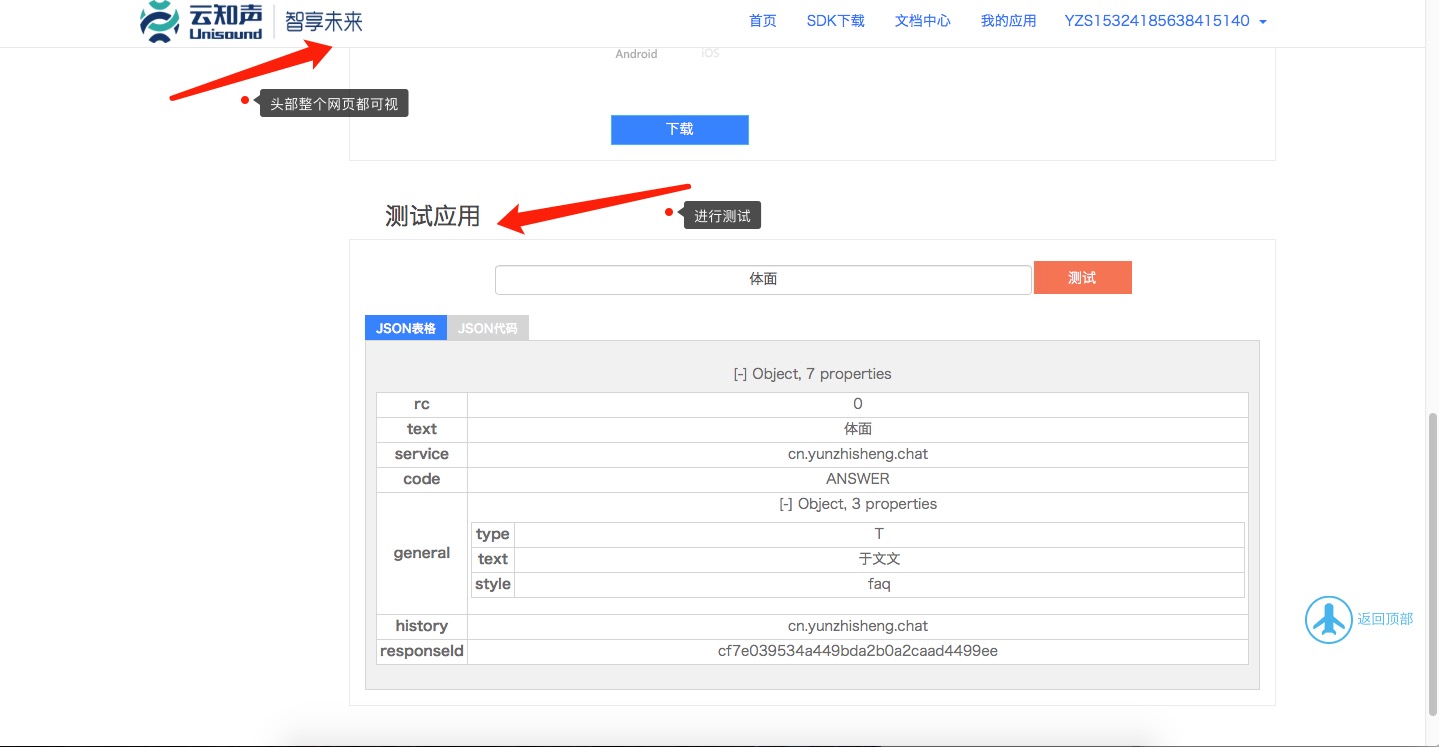 云知声 Unisound 智享未来 首页 SDK下载 文档中心 我的应用 YZS15324185638415140
Android iOS
头部整个网页都可视
下载
测试应用
进行测试
体面 测试
JSON表格 JSON代码
[-] Object, 7 properties
rc 0
text 体面
service cn.yunzhisheng.chat
code ANSWER
general [-] Object, 3 properties
type T
text 于文文
style faq
history cn.yunzhisheng.chat
responseId cf7e039534a449bda2b0a2caad4499ee
返回顶部